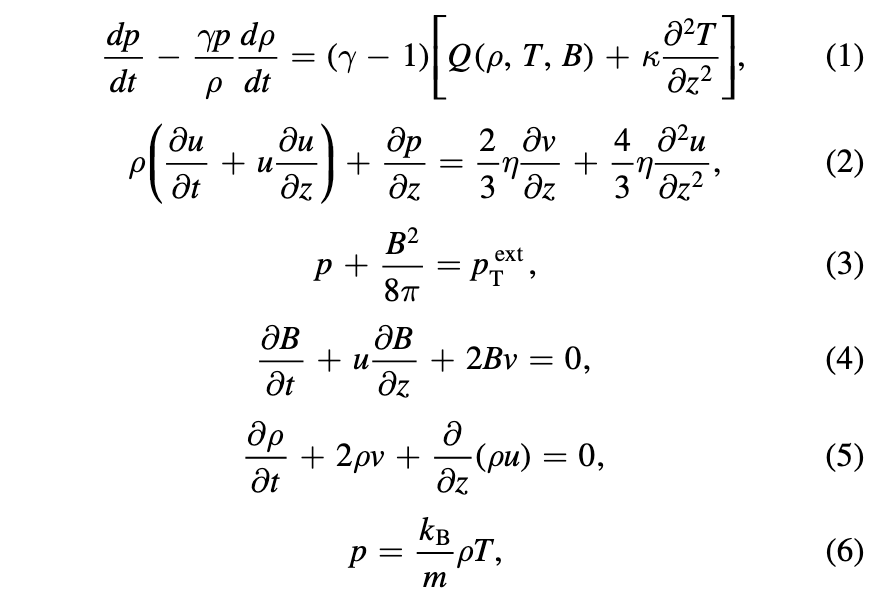 dp/dt − γp/ρ dρ/dt = (γ − 1)[Q(ρ, T, B) + κ ∂²T/∂z²], (1)
ρ(∂u/∂t + u ∂u/∂z) + ∂p/∂z = 2/3 η ∂v/∂z + 4/3 η ∂²u/∂z², (2)
p + B²/8π = p_T^ext, (3)
∂B/∂t + u ∂B/∂z + 2Bv = 0, (4)
∂ρ/∂t + 2ρv + ∂/∂z (ρu) = 0, (5)
p = k_B/m ρT, (6)